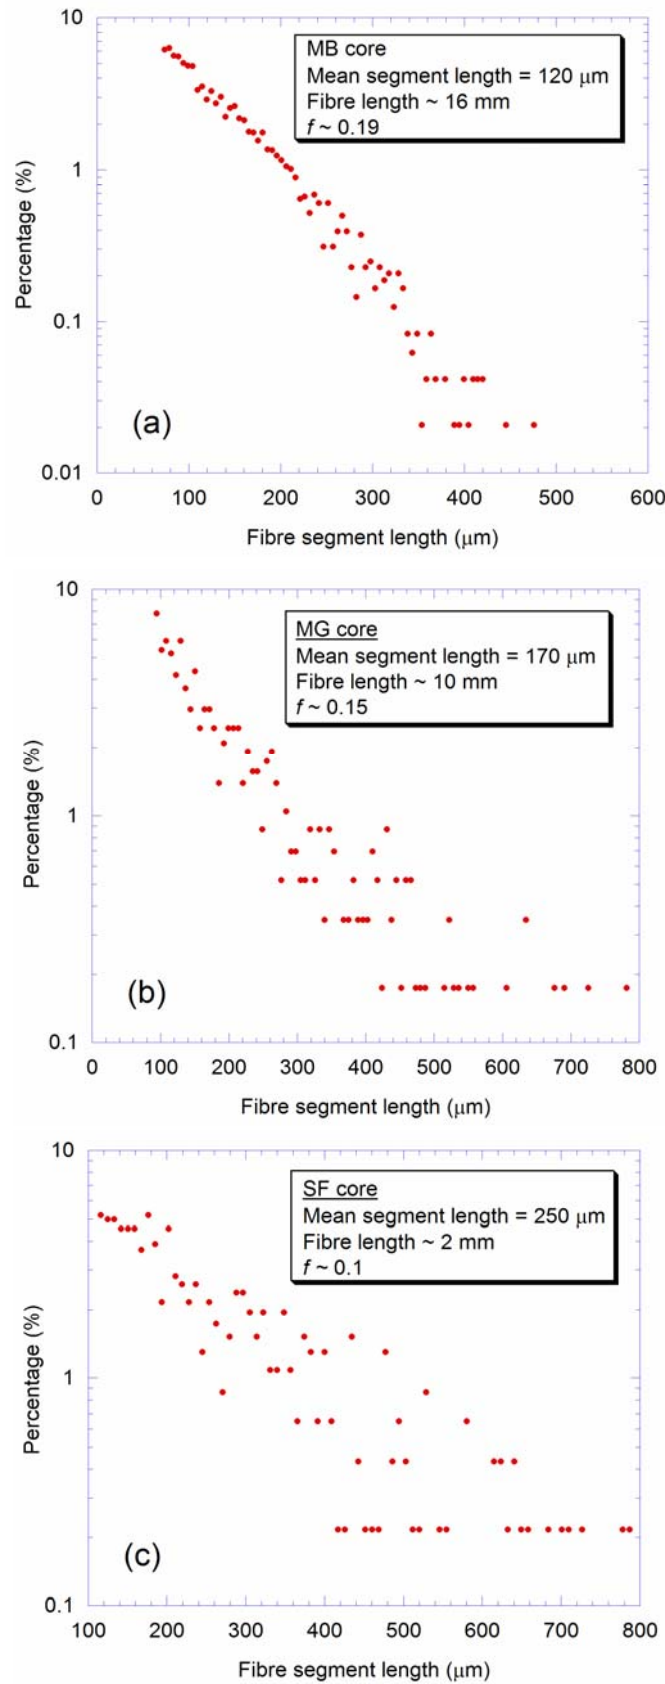 10
MB core
Mean segment length = 120 μm
Fibre length ~ 16 mm
f ~ 0.19
1
Percentage (%)
0.1
(a)
0.01
0 100 200 300 400 500 600
Fibre segment length (μm)
10
MG core
Mean segment length = 170 μm
Fibre length ~ 10 mm
f ~ 0.15
Percentage (%)
1
(b)
0.1
0 100 200 300 400 500 600 700 800
Fibre segment length (μm)
10
SF core
Mean segment length = 250 μm
Fibre length ~ 2 mm
f ~ 0.1
Percentage (%)
1
(c)
0.1
100 200 300 400 500 600 700 800
Fibre segment length (μm)